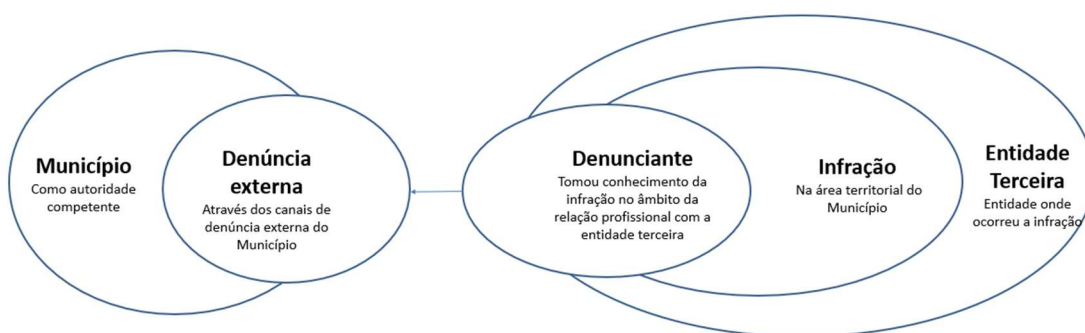 Município
Como autoridade
competente
Denúncia
externa
Através dos canais de
denúncia externa do
Município
Denunciante
Tomou conhecimento da
infração no âmbito da
relação profissional com a
entidade terceira
Infração
Na área territorial do
Município
Entidade
Terceira
Entidade onde
ocorreu a infração